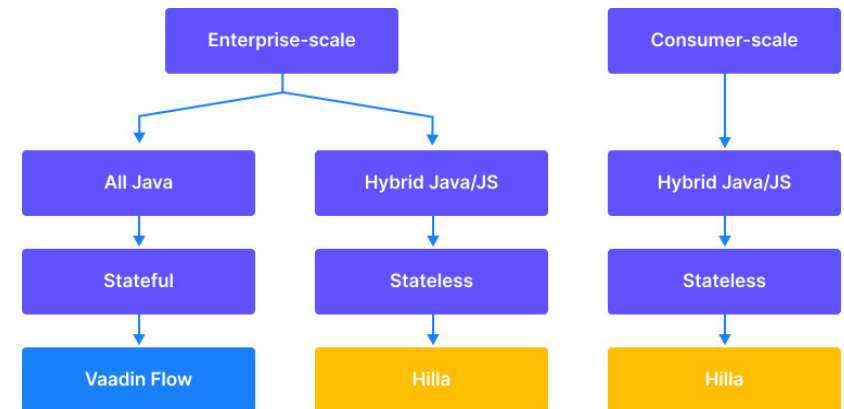 Enterprise-scale
Consumer-scale
All Java
Hybrid Java/JS
Hybrid Java/JS
Stateful
Stateless
Stateless
Vaadin Flow
Hilla
Hilla